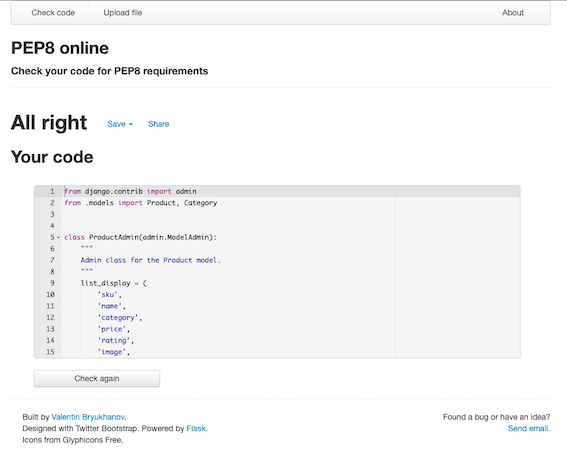 Check code Upload file About
PEP8 online
Check your code for PEP8 requirements
All right Save Share
Your code
1 from django.contrib import admin
2 from .models import Product, Category
3
4
5 class ProductAdmin(admin.ModelAdmin):
6 """
7 Admin class for the Product model.
8 """
9 list_display = (
10 'sku',
11 'name',
12 'category',
13 'price',
14 'rating',
15 'image',
Check again
Built by Valentin Bryukhanov. Found a bug or have an idea?
Designed with Twitter Bootstrap. Powered by Flask. Send email.
Icons from Glyphicons Free.